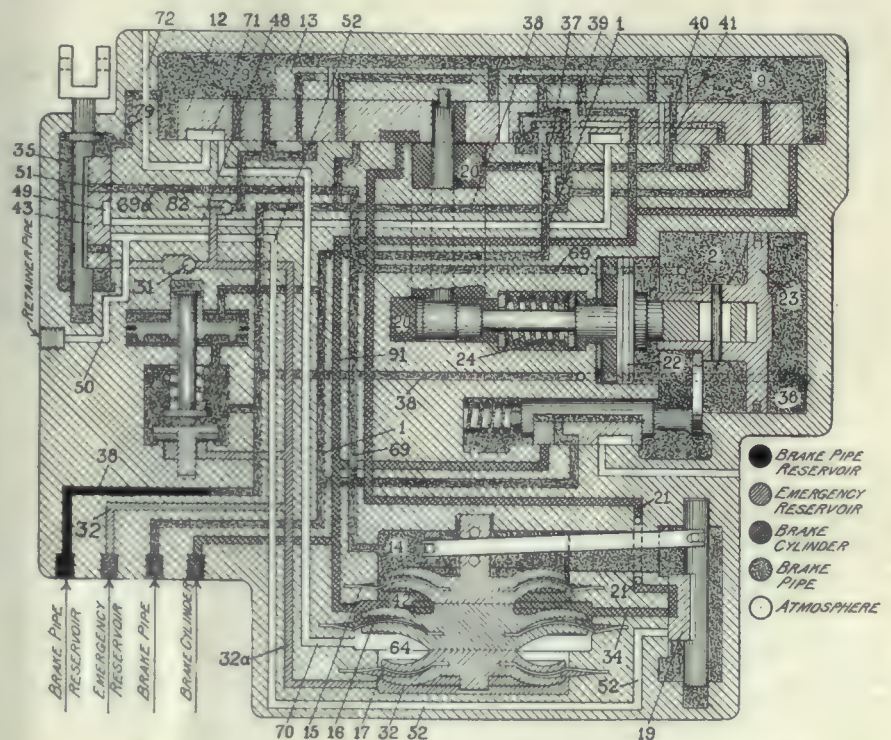 72 12 71 48 13 52 38 37 39 1 40 41
9
79
35
20
51
49 69a 82
43
RETAINER PIPE
31
69
2
23
24
22
50
91
36
38
1
38
69
32
BRAKE PIPE RESERVOIR
EMERGENCY RESERVOIR
BRAKE CYLINDER
BRAKE PIPE
ATMOSPHERE
21
14
21
64
34
32a
52
BRAKE PIPE RESERVOIR
EMERGENCY RESERVOIR
BRAKE PIPE
BRAKE CYLINDER
70 15 16 17 32 52 19